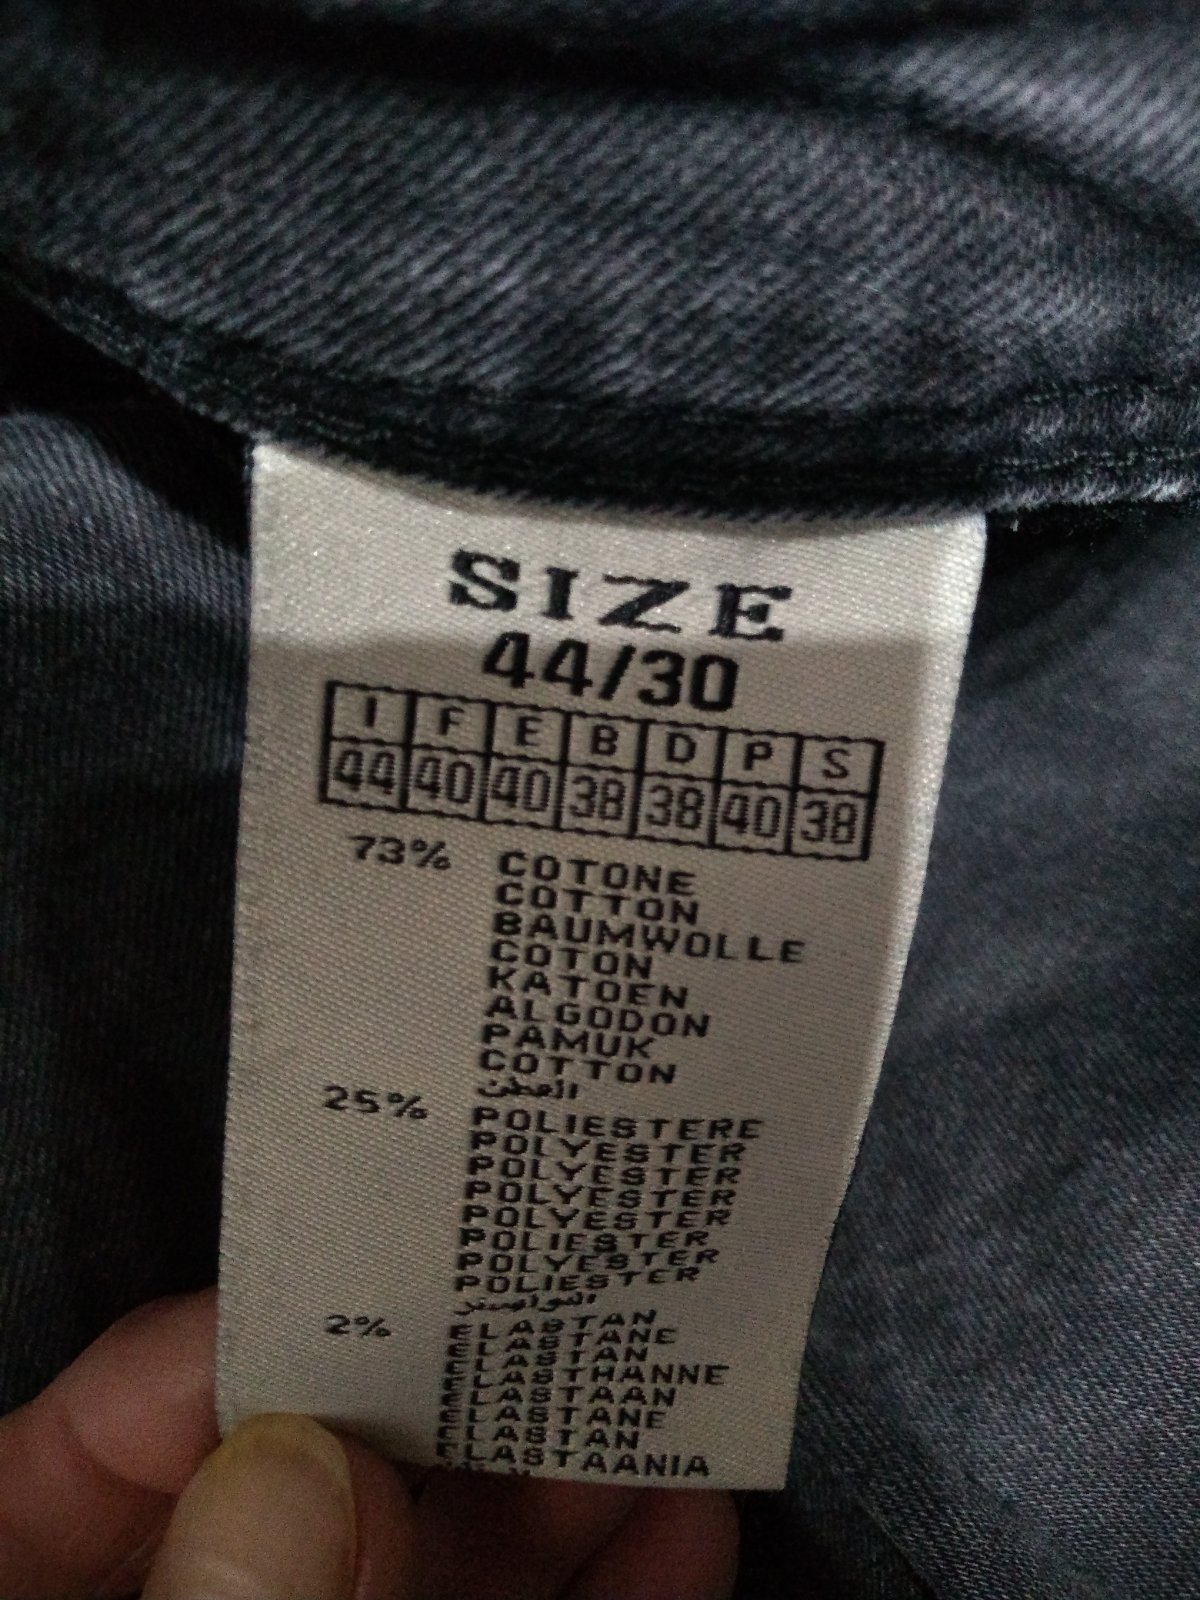 SIZE
44/30
I F E B D P S
44 40 40 38 38 40 38
73% COTONE
COTTON
BAUMWOLLE
COTON
KATOEN
ALGODON
PAMUK
COTTON
القطن
25% POLIESTERE
POLYESTER
POLYESTER
POLYESTER
POLYESTER
POLIESTER
POLYESTER
POLIESTER
2% ELASTAN
ELASTANE
ELASTAN
ELASTHANNE
ELASTAAN
ELASTANE
ELASTAN
ELASTAANIA